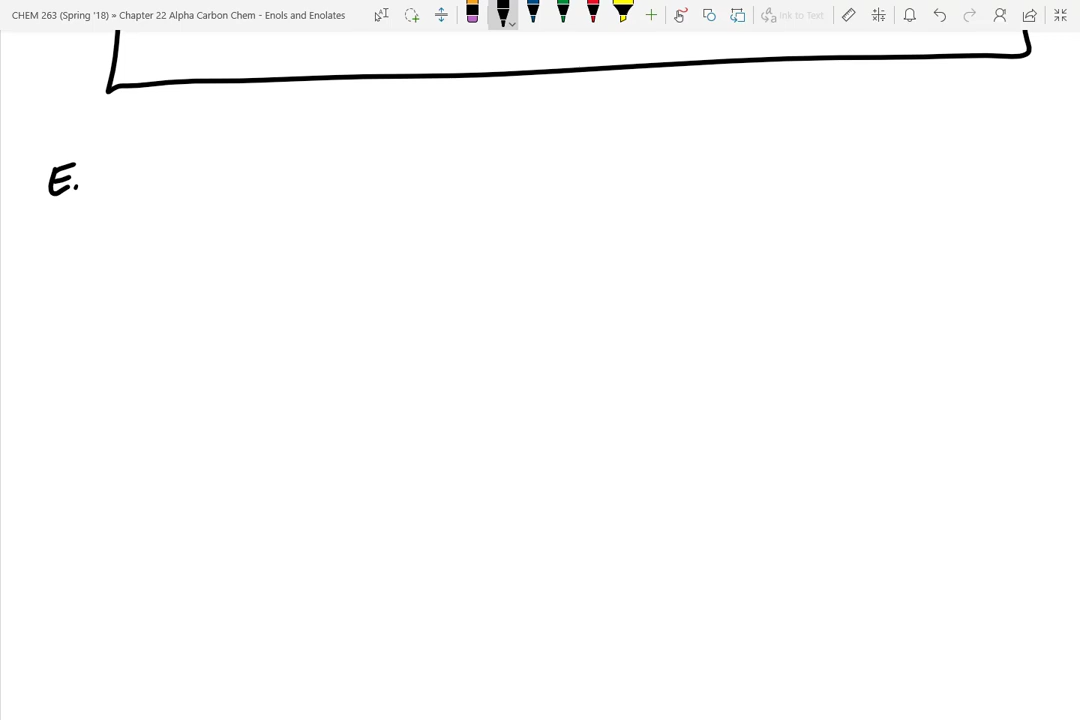 CHEM 263 (Spring '18) » Chapter 22 Alpha Carbon Chem - Enols and Enolates
Ink to Text
E.